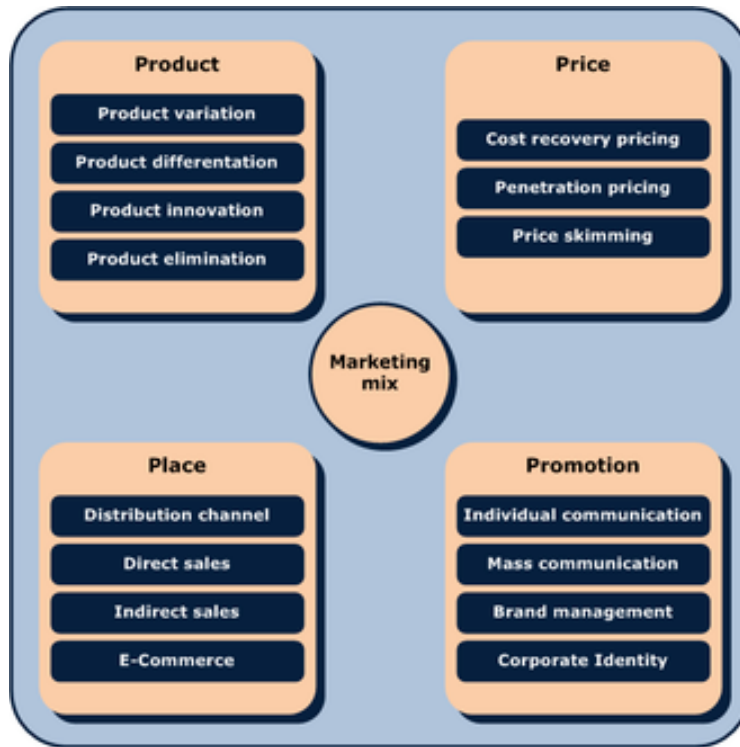 Product
Product variation
Product differentation
Product innovation
Product elimination
Price
Cost recovery pricing
Penetration pricing
Price skimming
Marketing
mix
Place
Distribution channel
Direct sales
Indirect sales
E-Commerce
Promotion
Individual communication
Mass communication
Brand management
Corporate Identity